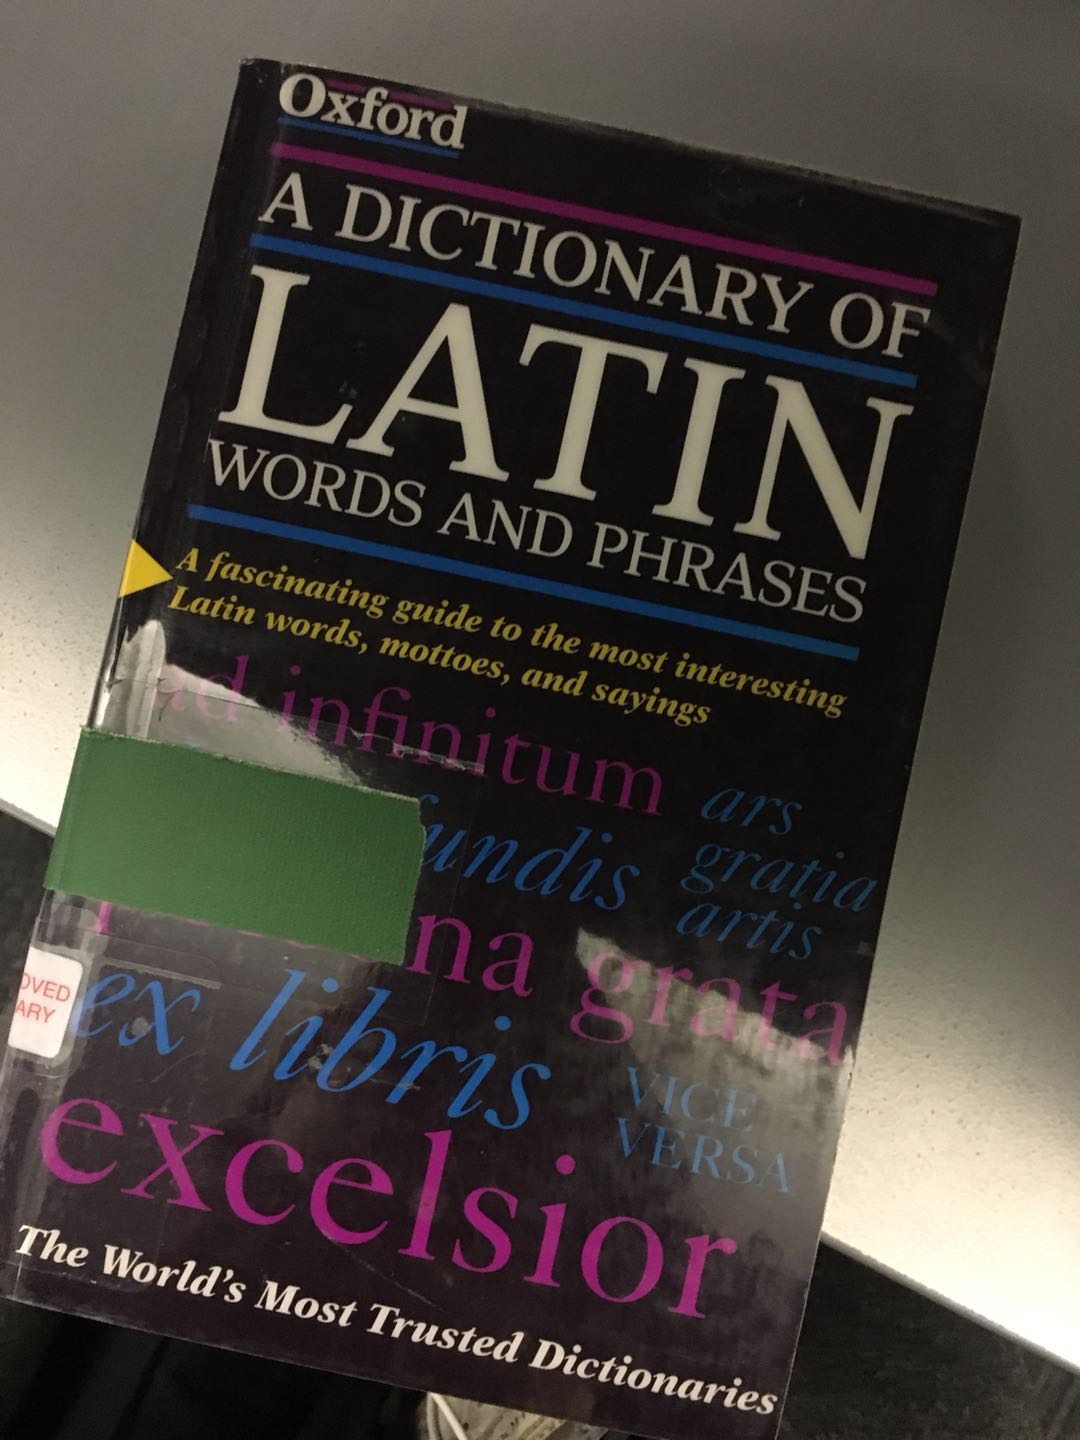 Oxford
A DICTIONARY OF
LATIN
WORDS AND PHRASES
A fascinating guide to the most interesting
Latin words, mottoes, and sayings
ad infinitum
ars
gratia
artis
grata
ex libris
VICE
VERSA
excelsior
The World's Most Trusted Dictionaries